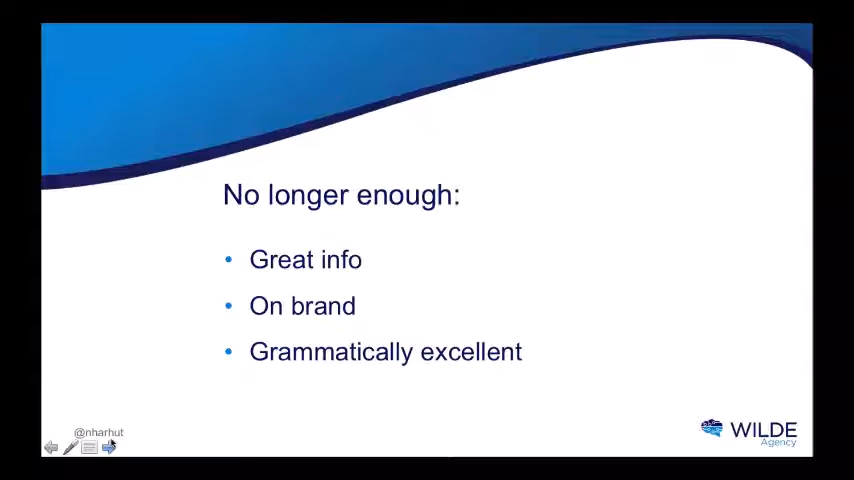 No longer enough:
• Great info
• On brand
• Grammatically excellent
@nharhut
WILDE
Agency